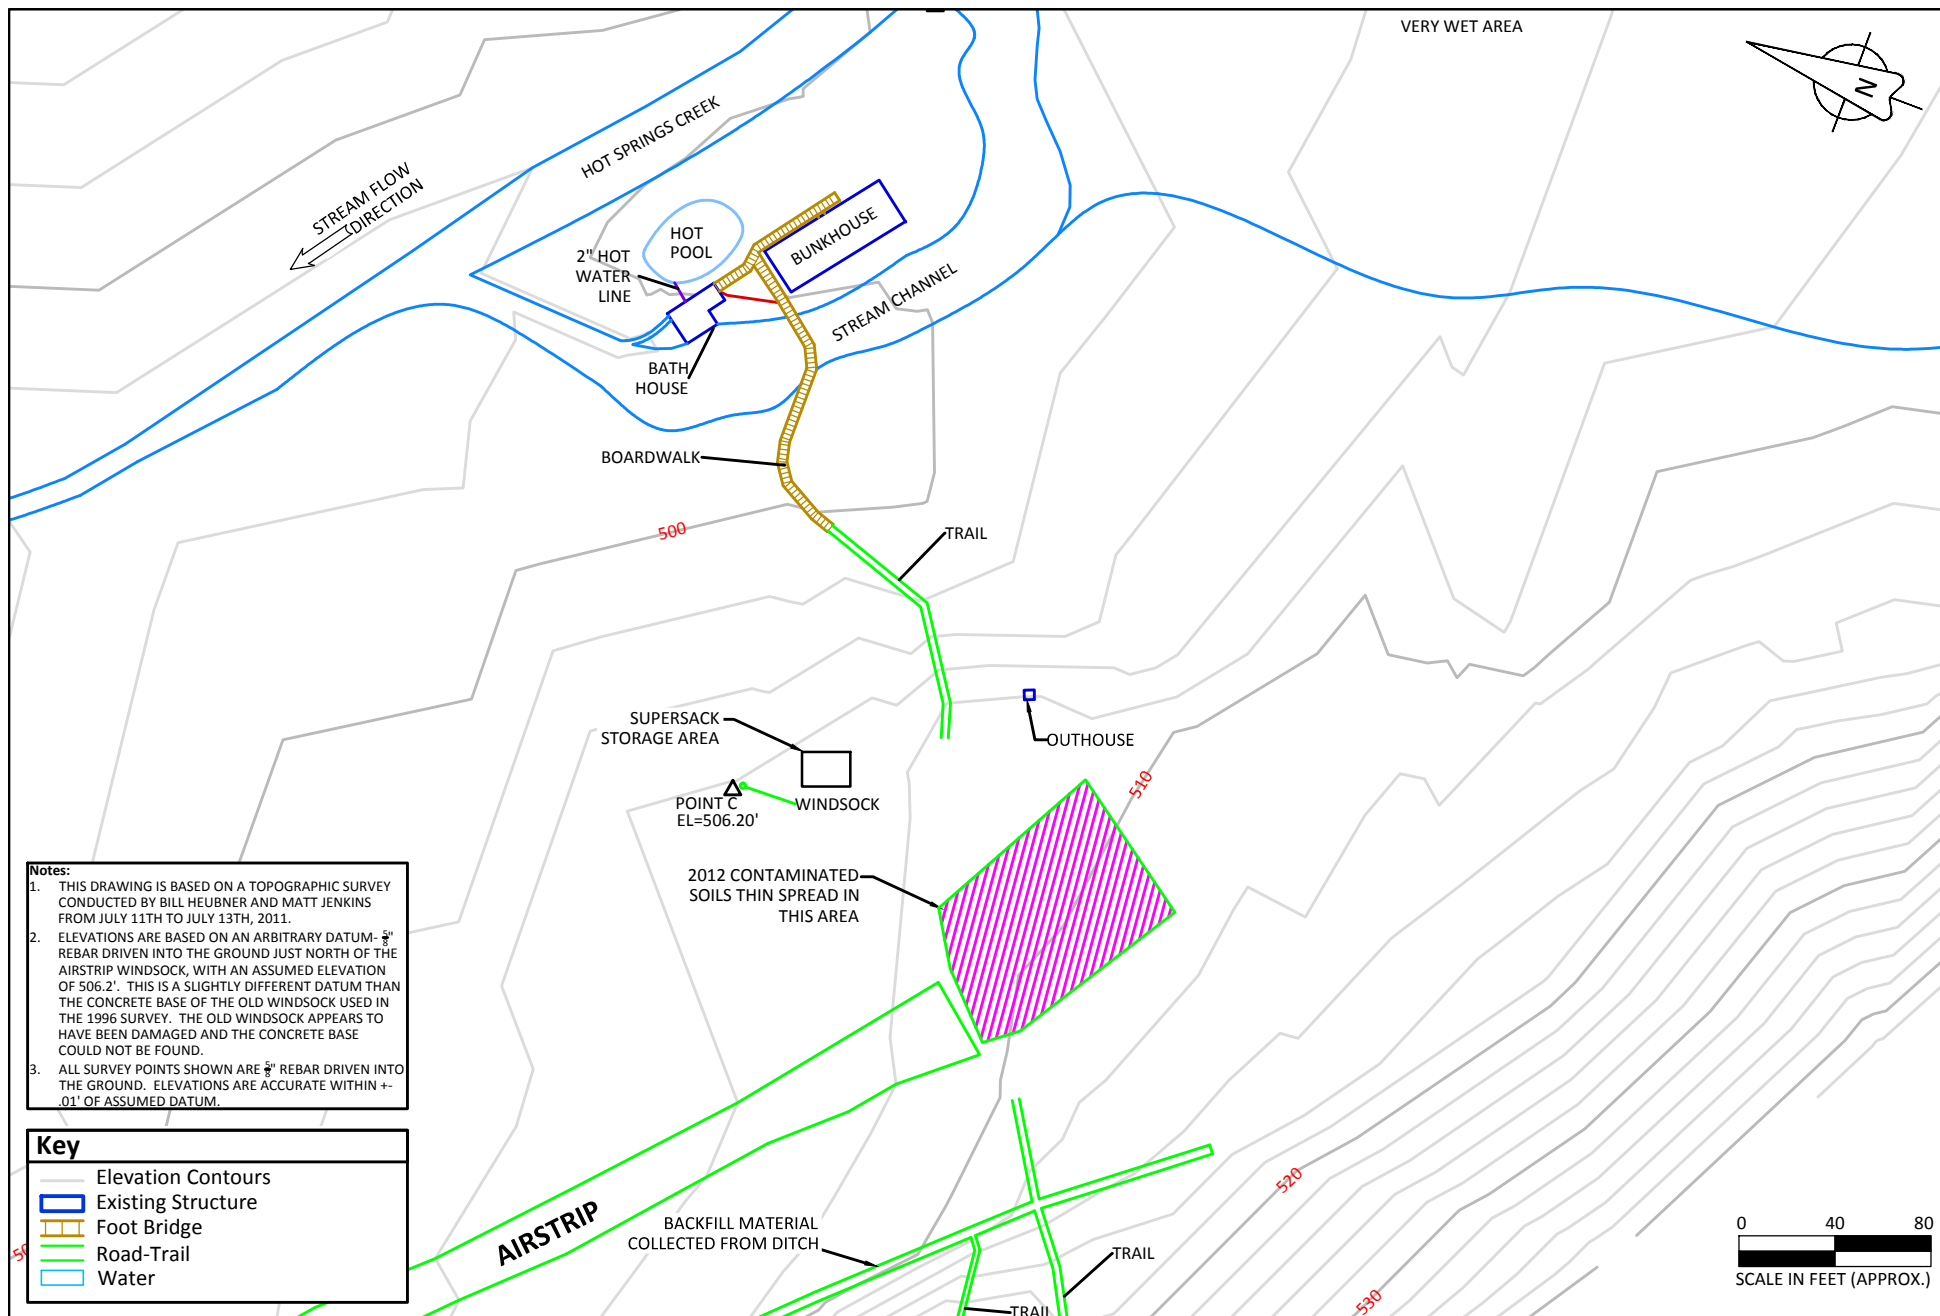 VERY WET AREA
N
HOT SPRINGS CREEK
STREAM FLOW
DIRECTION
HOT
POOL
BUNKHOUSE
2" HOT
WATER
LINE
STREAM CHANNEL
BATH
HOUSE
BOARDWALK
500
TRAIL
SUPERSACK
STORAGE AREA
OUTHOUSE
510
POINT C
EL=506.20'
WINDSOCK
2012 CONTAMINATED
SOILS THIN SPREAD IN
THIS AREA
Notes:
1. THIS DRAWING IS BASED ON A TOPOGRAPHIC SURVEY
CONDUCTED BY BILL HEUBNER AND MATT JENKINS
FROM JULY 11TH TO JULY 13TH, 2011.
2. ELEVATIONS ARE BASED ON AN ARBITRARY DATUM- 5/8"
REBAR DRIVEN INTO THE GROUND JUST NORTH OF THE
AIRSTRIP WINDSOCK, WITH AN ASSUMED ELEVATION
OF 506.2'. THIS IS A SLIGHTLY DIFFERENT DATUM THAN
THE CONCRETE BASE OF THE OLD WINDSOCK USED IN
THE 1996 SURVEY. THE OLD WINDSOCK APPEARS TO
HAVE BEEN DAMAGED AND THE CONCRETE BASE
COULD NOT BE FOUND.
3. ALL SURVEY POINTS SHOWN ARE 5/8" REBAR DRIVEN INTO
THE GROUND. ELEVATIONS ARE ACCURATE WITHIN +-
.01' OF ASSUMED DATUM.
Key
Elevation Contours
Existing Structure
Foot Bridge
Road-Trail
Water
AIRSTRIP
BACKFILL MATERIAL
COLLECTED FROM DITCH
TRAIL
TRAIL
520
530
0 40 80
SCALE IN FEET (APPROX.)